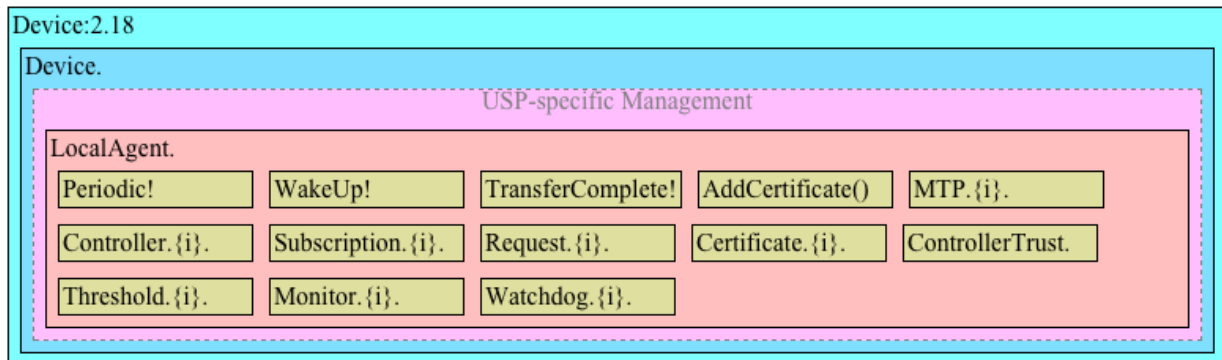 Device:2.18
Device.
USP-specific Management
LocalAgent.
Periodic! WakeUp! TransferComplete! AddCertificate() MTP.{i}.
Controller.{i}. Subscription.{i}. Request.{i}. Certificate.{i}. ControllerTrust.
Threshold.{i}. Monitor.{i}. Watchdog.{i}.